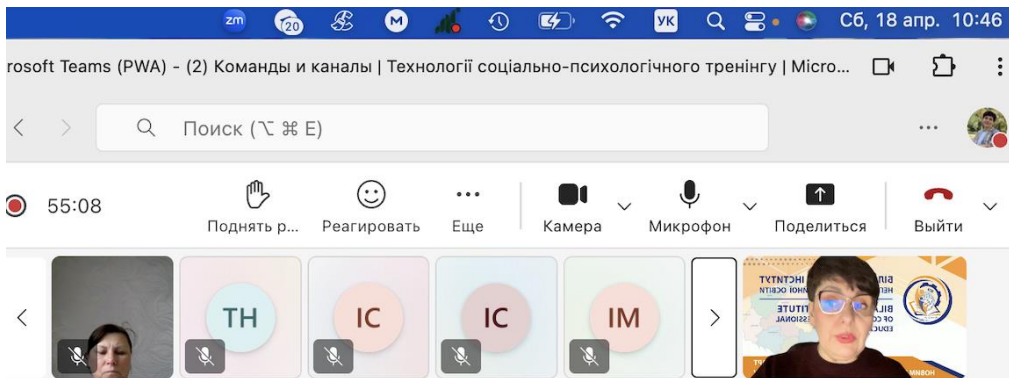 zm 20 M УК Сб, 18 апр. 10:46
rosoft Teams (PWA) - (2) Команды и каналы | Технології соціально-психологічного тренінгу | Micro...
Поиск (⌥ ⌘ E)
55:08
Поднять р... Реагировать Еще Камера Микрофон Поделиться Выйти
TH IC IC IM